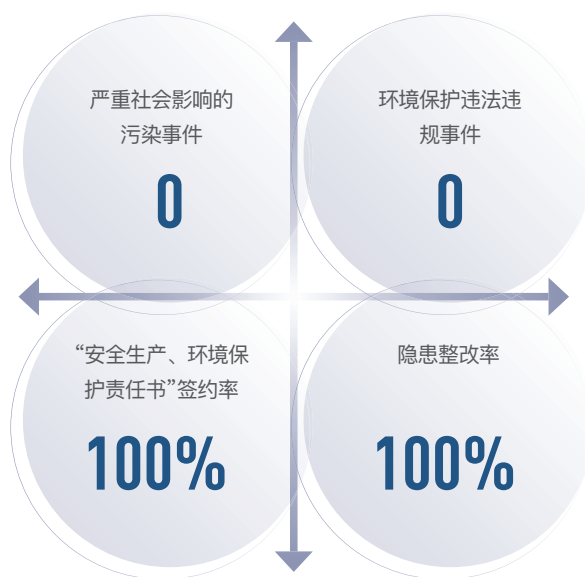 严重社会影响的
污染事件
0
环境保护违法违
规事件
0
“安全生产、环境保
护责任书”签约率
100%
隐患整改率
100%